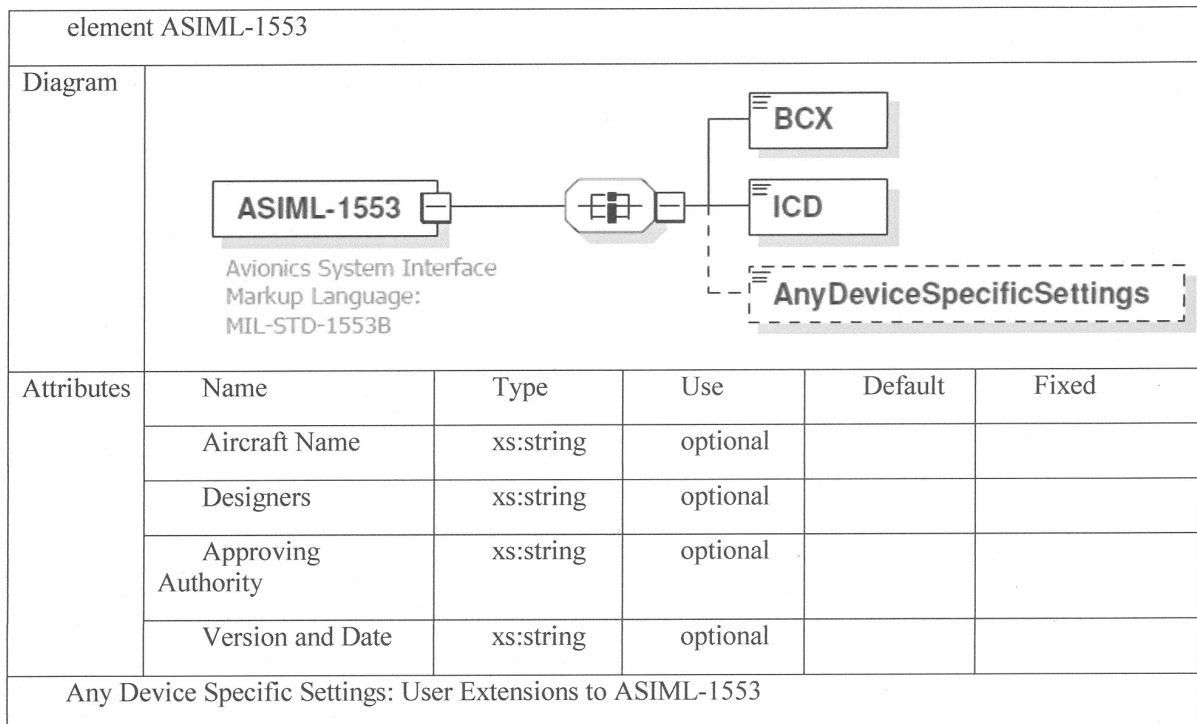 element ASIML-1553
Diagram
BCX
ASIML-1553
ICD
Avionics System Interface
Markup Language:
MIL-STD-1553B
AnyDeviceSpecificSettings
Attributes Name Type Use Default Fixed
Aircraft Name xs:string optional
Designers xs:string optional
Approving xs:string optional
Authority
Version and Date xs:string optional
Any Device Specific Settings: User Extensions to ASIML-1553